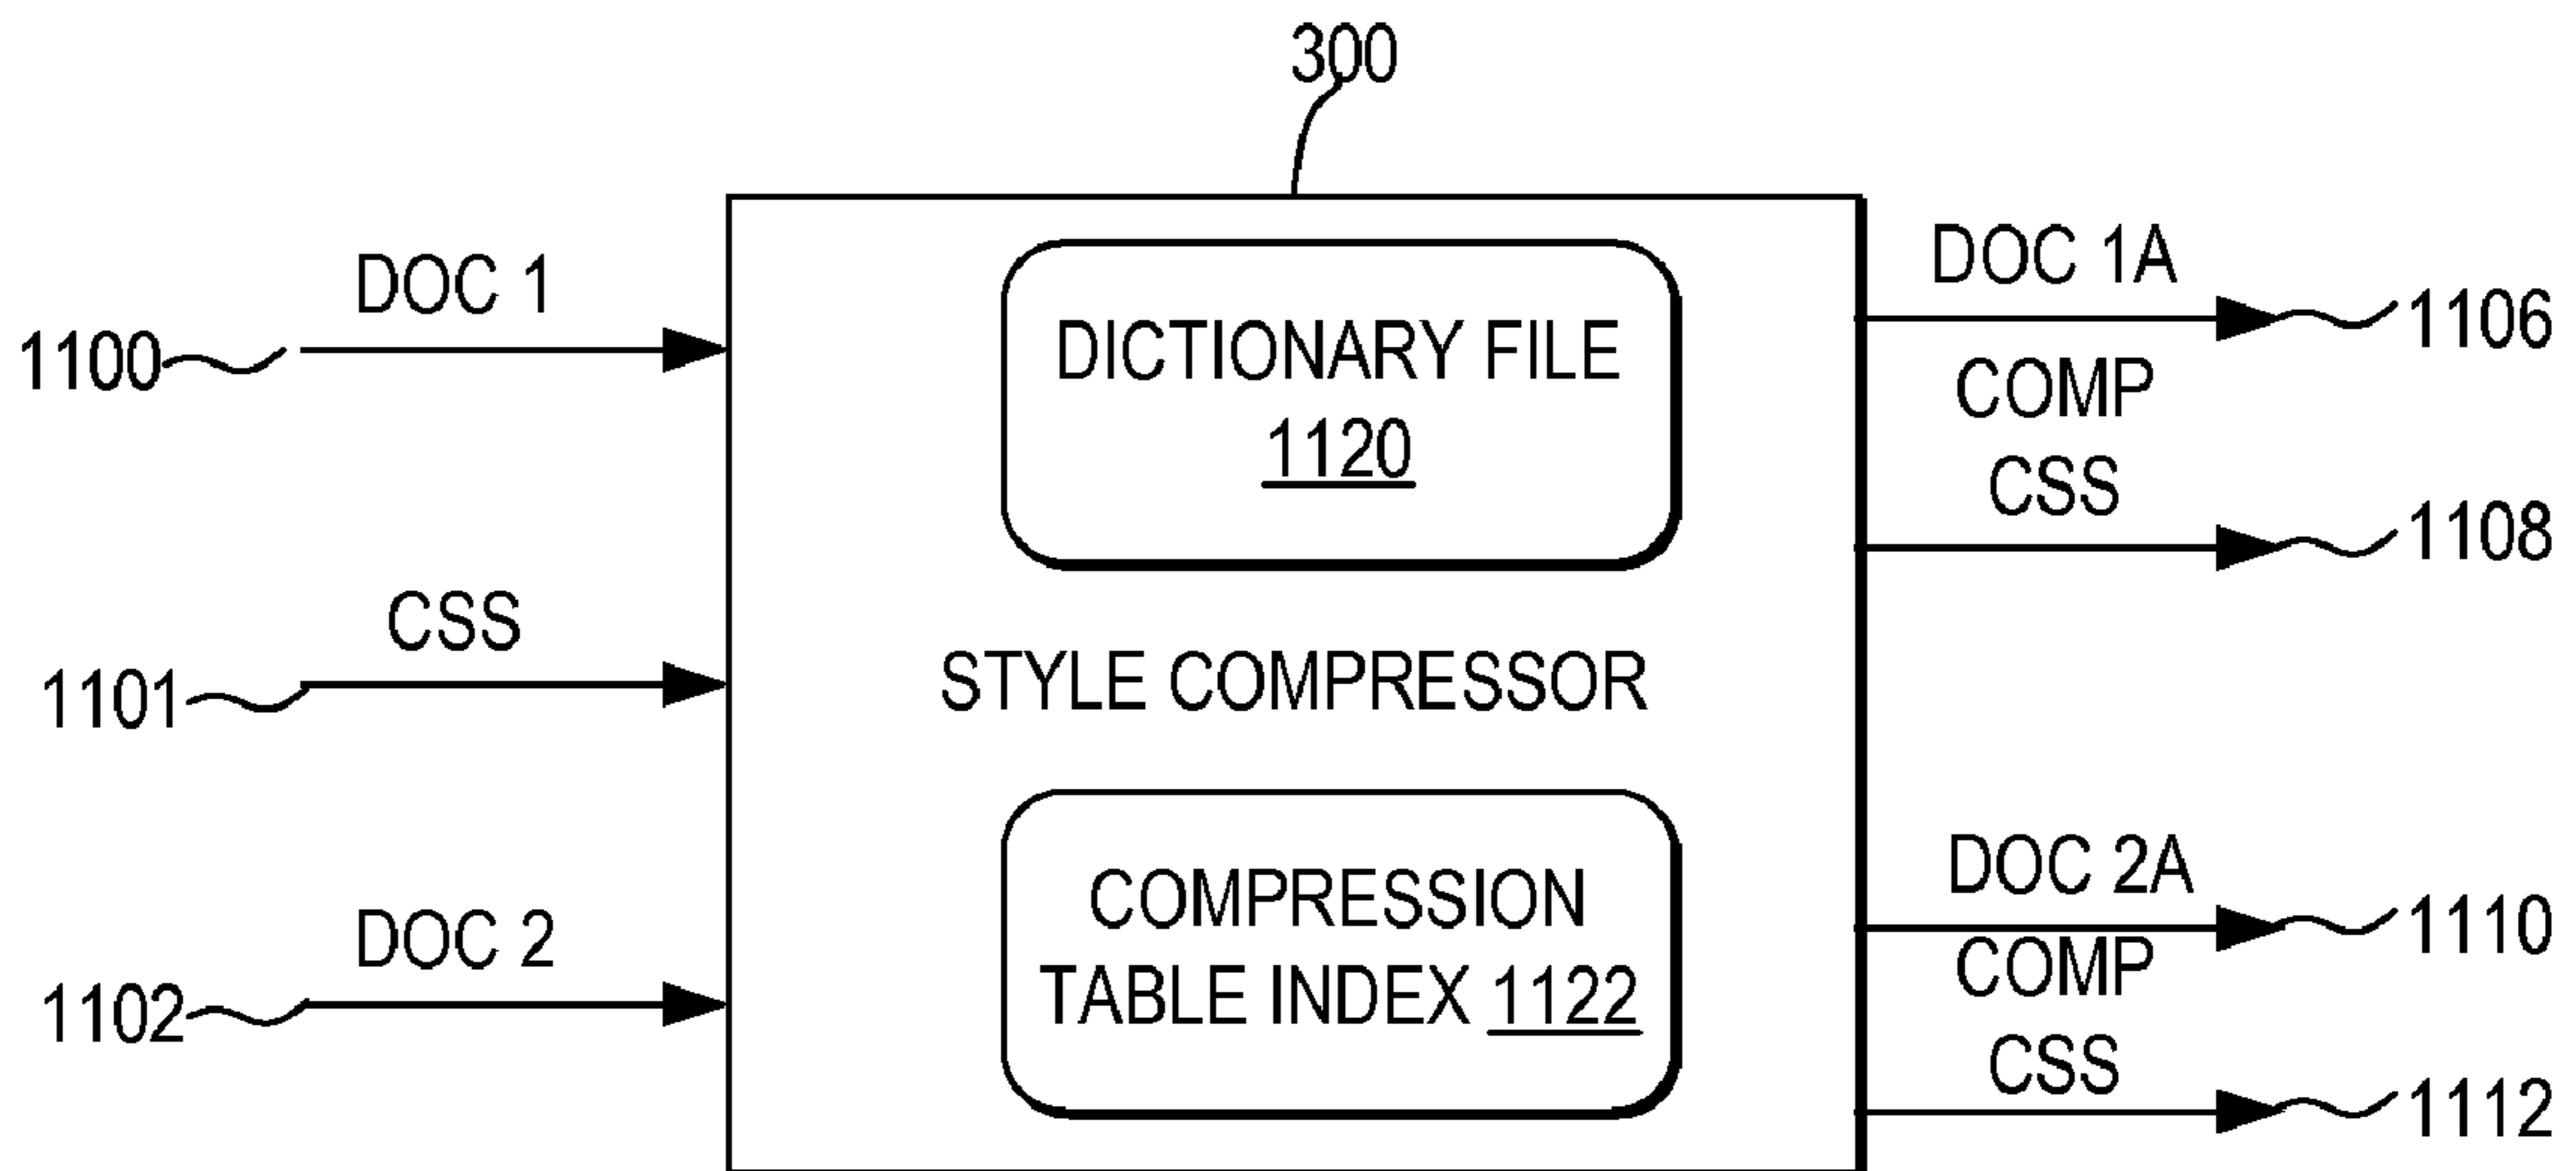 300
DOC 1
1100
CSS
1101
DOC 2
1102
DICTIONARY FILE
1120
STYLE COMPRESSOR
COMPRESSION
TABLE INDEX 1122
DOC 1A
1106
COMP
CSS
1108
DOC 2A
1110
COMP
CSS
1112